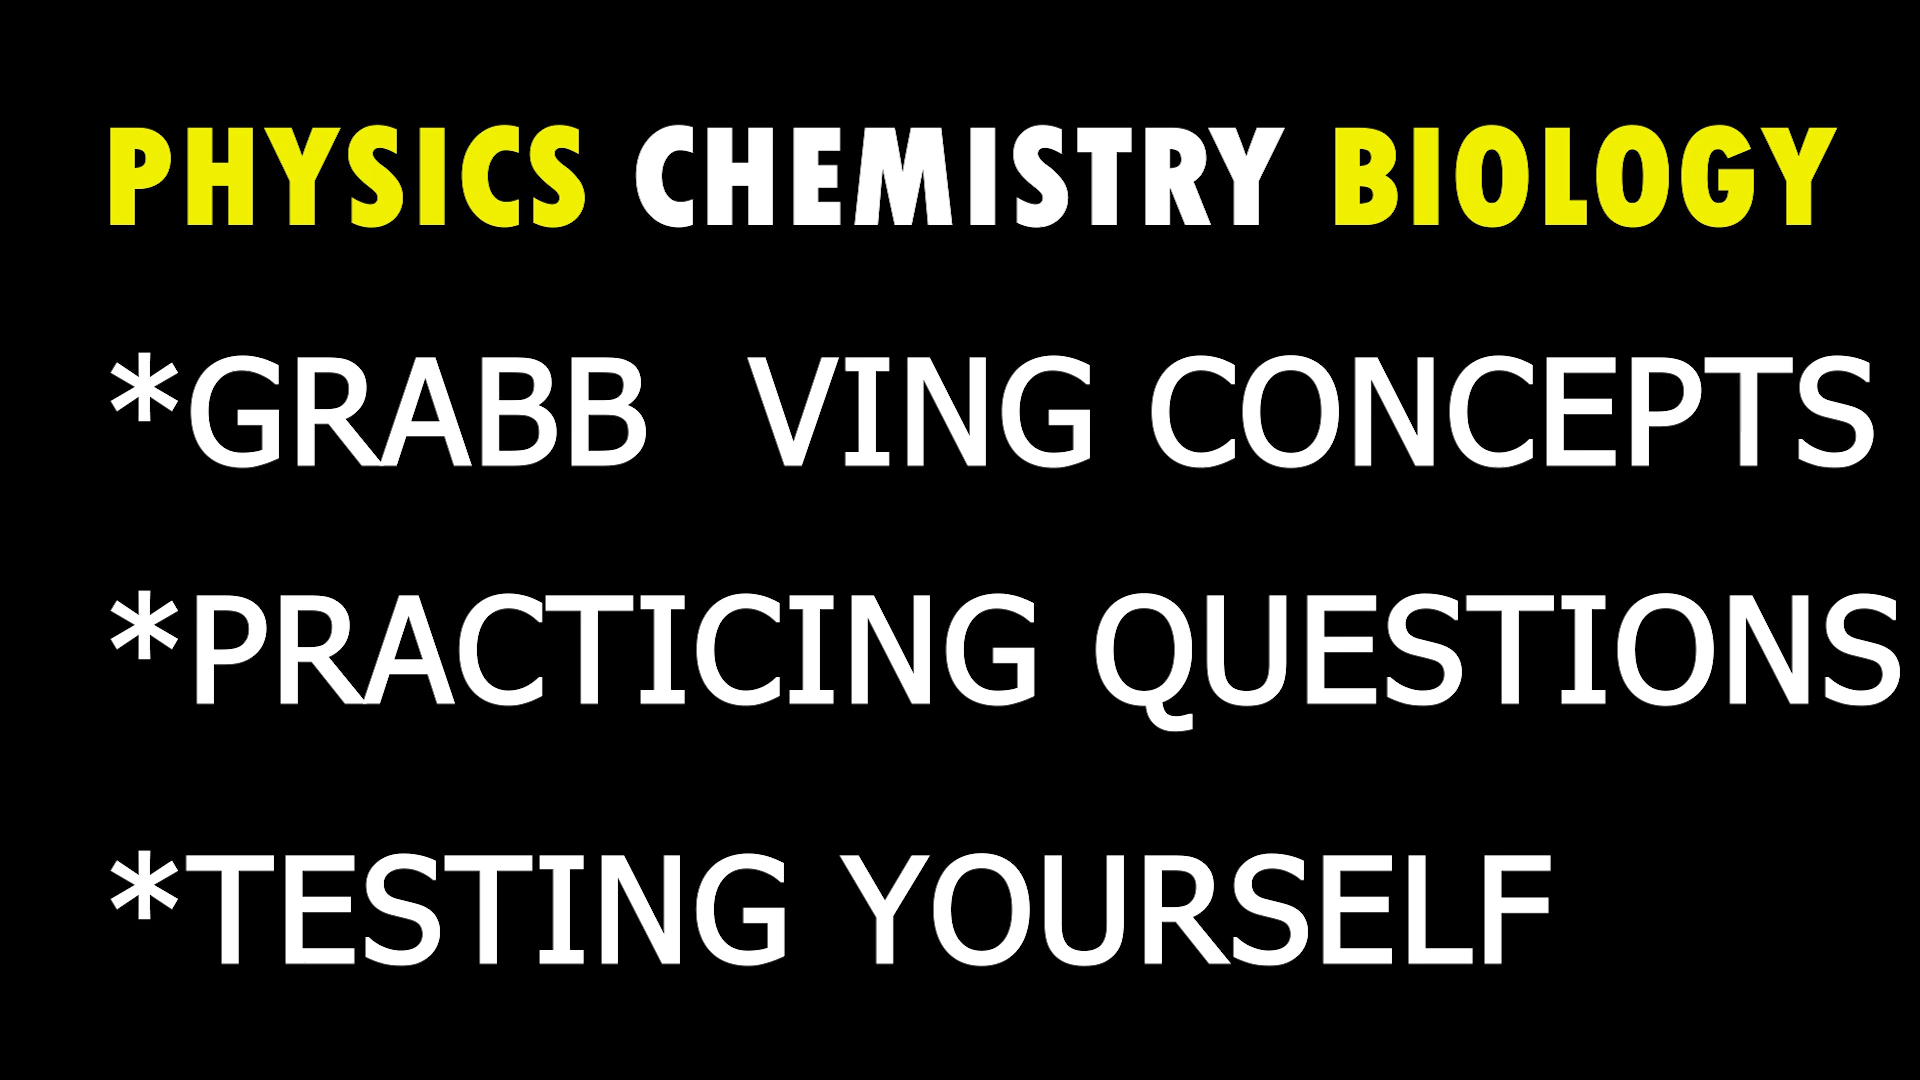 PHYSICS CHEMISTRY BIOLOGY
*GRABB  VING CONCEPTS
*PRACTICING QUESTIONS
*TESTING YOURSELF